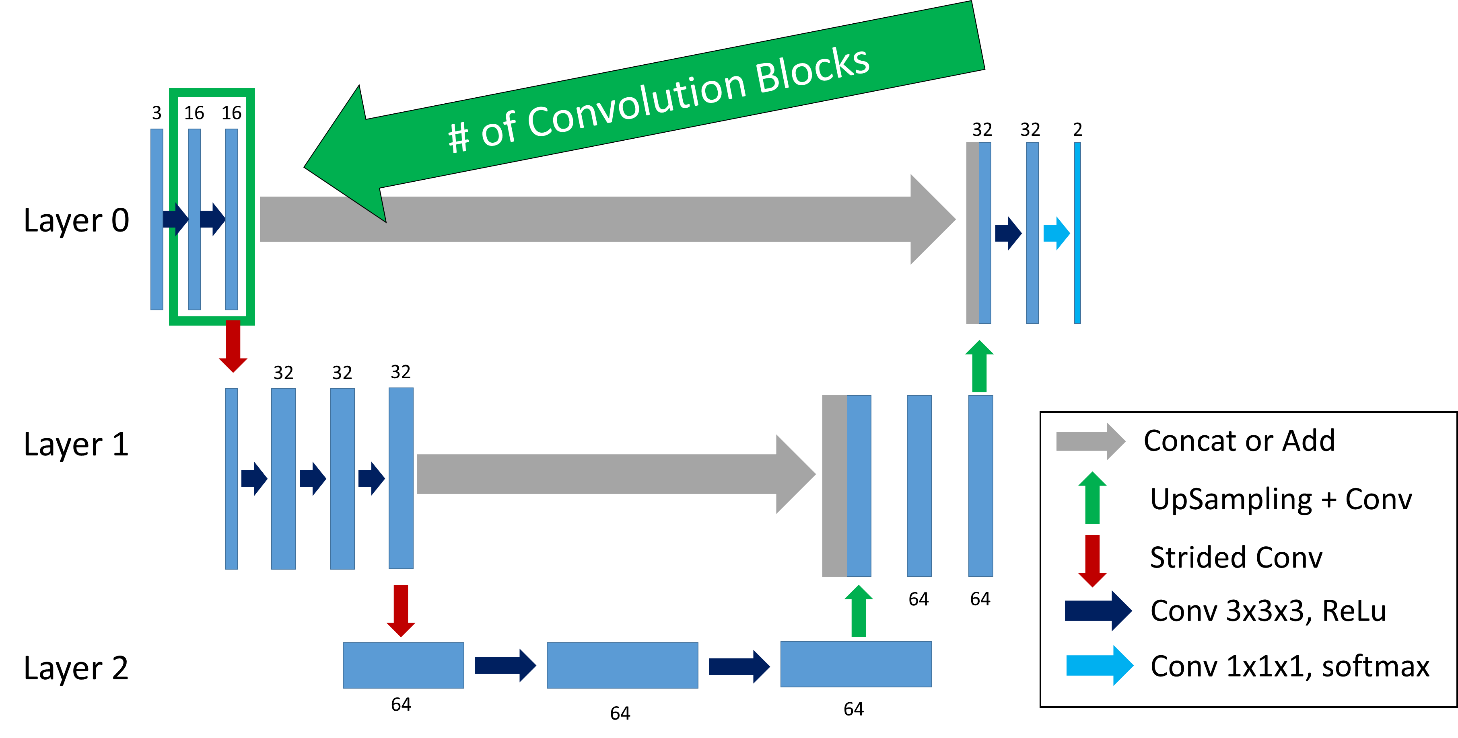 # of Convolution Blocks
3 16 16
32 32 2
Layer 0
32 32 32
Layer 1
64 64
Layer 2
64 64 64
Concat or Add
UpSampling + Conv
Strided Conv
Conv 3x3x3, ReLu
Conv 1x1x1, softmax